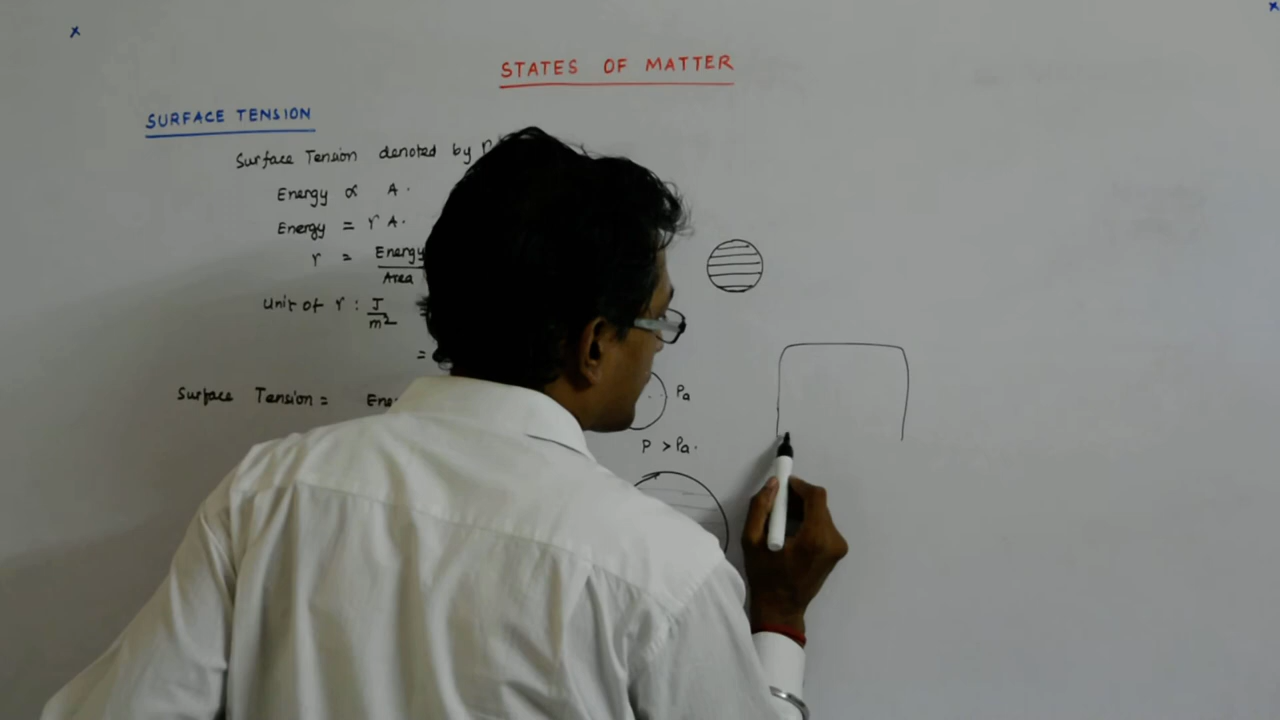 x
x
STATES OF MATTER
SURFACE TENSION
Surface Tension denoted by r
Energy ∝ A.
Energy = r A.
r = Energy
Area
Unit of r : J
m²
=
Surface Tension =
Pa
P > Pa.